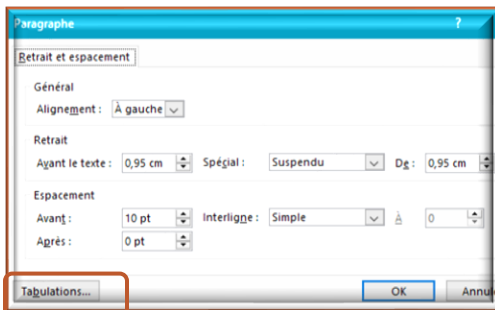 Paragraphe ?
Retrait et espacement
Général
Alignement : À gauche
Retrait
Avant le texte : 0,95 cm Spécial : Suspendu De : 0,95 cm
Espacement
Avant : 10 pt Interligne : Simple À 0
Après : 0 pt
Tabulations... OK Annu